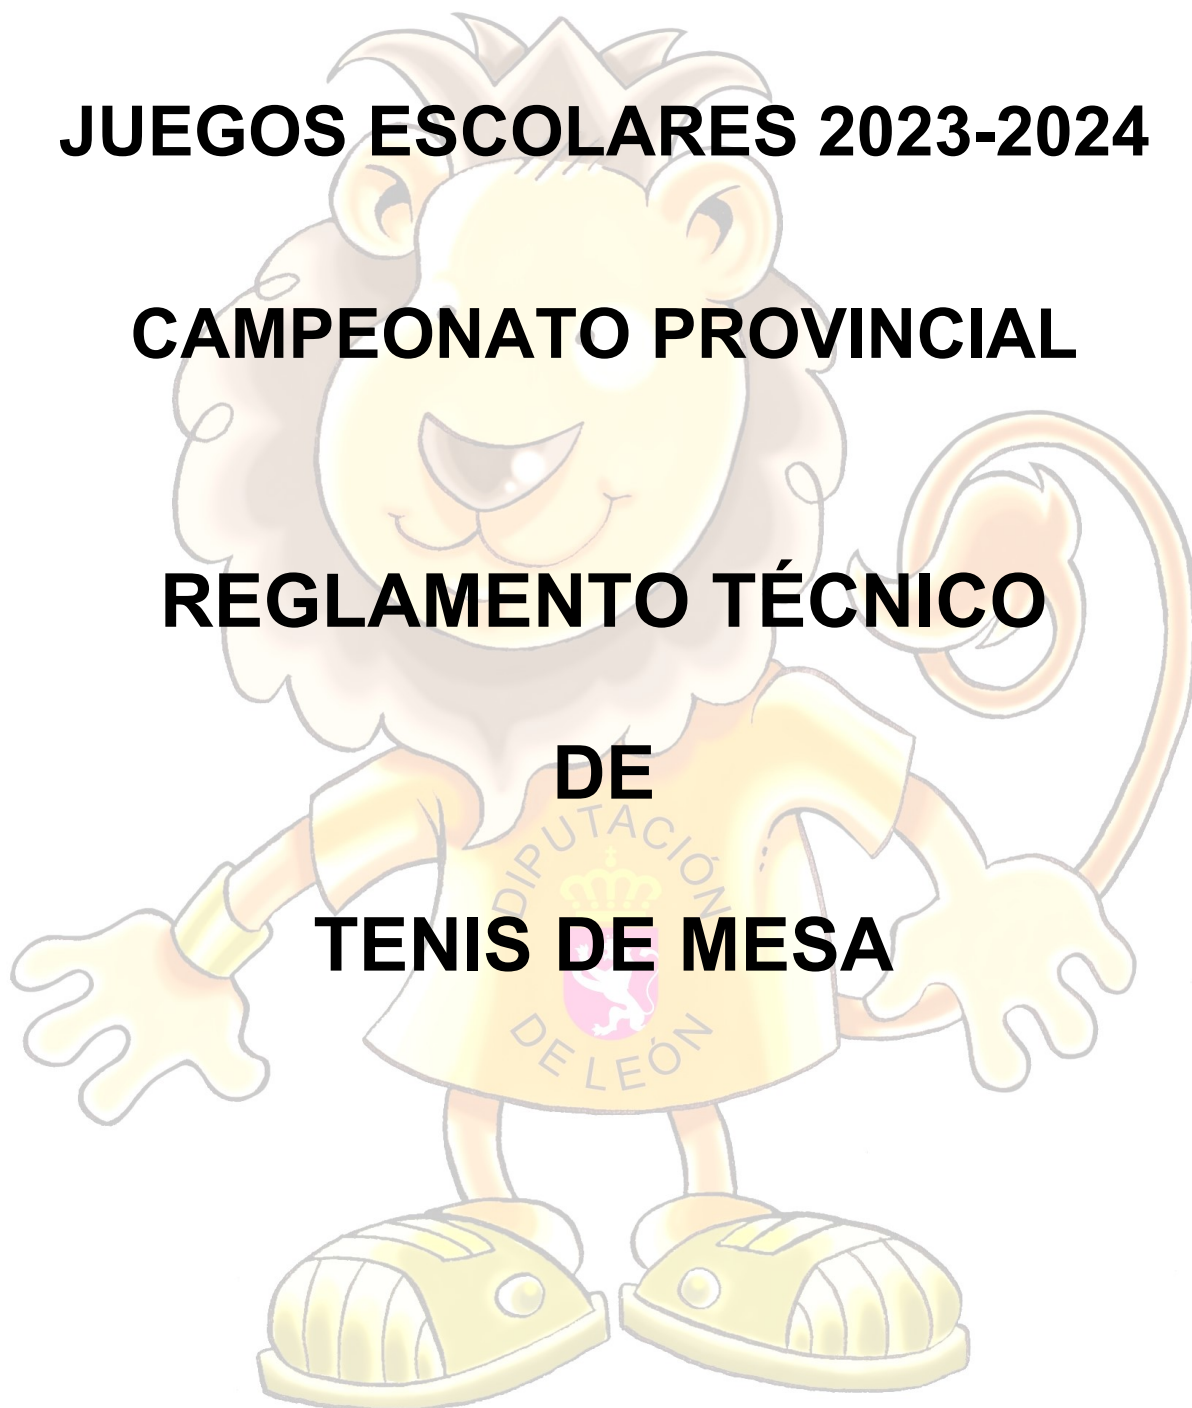 JUEGOS ESCOLARES 2023-2024
CAMPEONATO PROVINCIAL
REGLAMENTO TÉCNICO
DE
TENIS DE MESA
DIPUTACIÓN
DE LEÓN